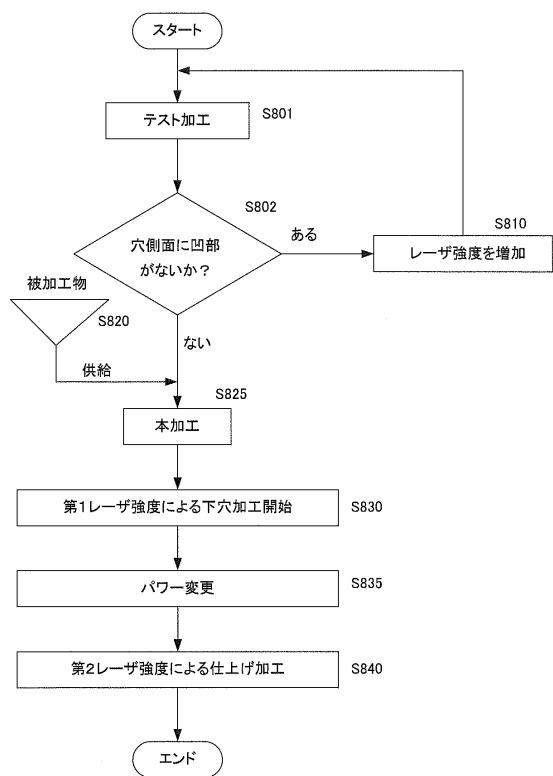 スタート
テスト加工
S801
S802
穴側面に凹部
がないか？
ある
S810
レーザ強度を増加
被加工物
S820
供給
ない
S825
本加工
第1レーザ強度による下穴加工開始
S830
パワー変更
S835
第2レーザ強度による仕上げ加工
S840
エンド